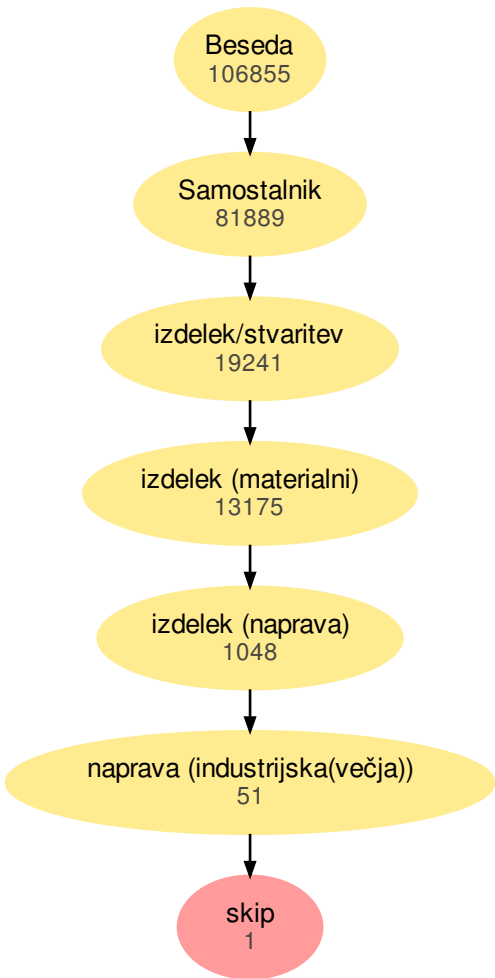 Beseda
106855
Samostalnik
81889
izdelek/stvaritev
19241
izdelek (materialni)
13175
izdelek (naprava)
1048
naprava (industrijska(večja))
51
skip
1